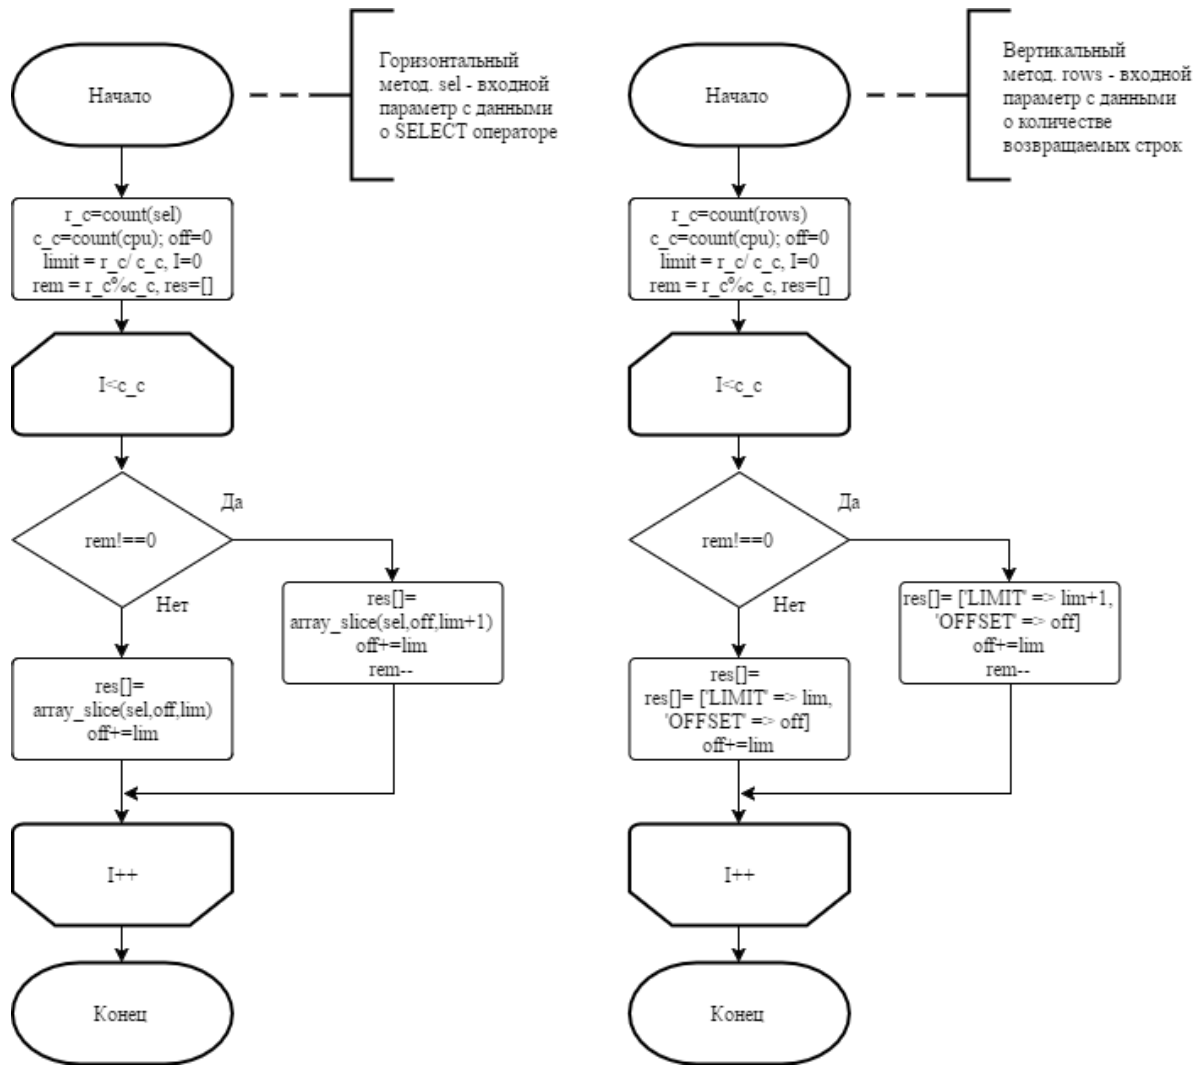 Начало
Горизонтальный
метод. sel - входной
параметр с данными
о SELECT операторе
r_c=count(sel)
c_c=count(cpu); off=0
limit = r_c/ c_c, I=0
rem = r_c%c_c, res=[]
I<c_c
rem!==0
Да
Нет
res[]=
array_slice(sel,off,lim+1)
off+=lim
rem--
res[]=
array_slice(sel,off,lim)
off+=lim
I++
Конец
Начало
Вертикальный
метод. rows - входной
параметр с данными
о количестве
возвращаемых строк
r_c=count(rows)
c_c=count(cpu); off=0
limit = r_c/ c_c, I=0
rem = r_c%c_c, res=[]
I<c_c
rem!==0
Да
Нет
res[]= ['LIMIT' => lim+1,
'OFFSET' => off]
off+=lim
rem--
res[]=
res[]= ['LIMIT' => lim,
'OFFSET' => off]
off+=lim
I++
Конец